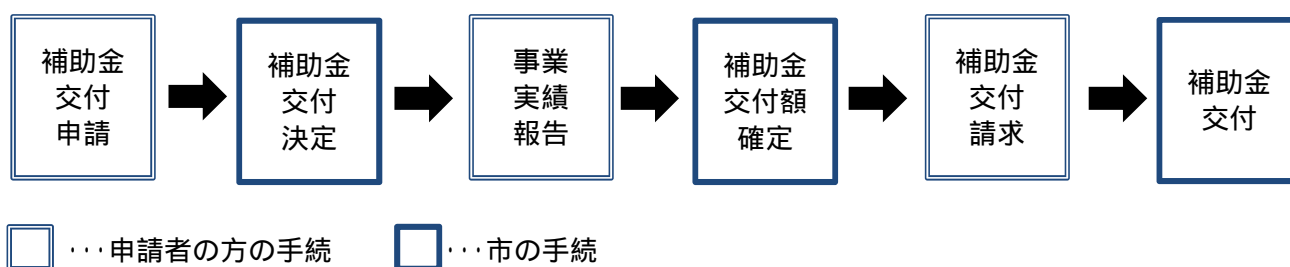 補助金
交付
申請
補助金
交付
決定
事業
実績
報告
補助金
交付額
確定
補助金
交付
請求
補助金
交付
･･･申請者の方の手続
･･･市の手続